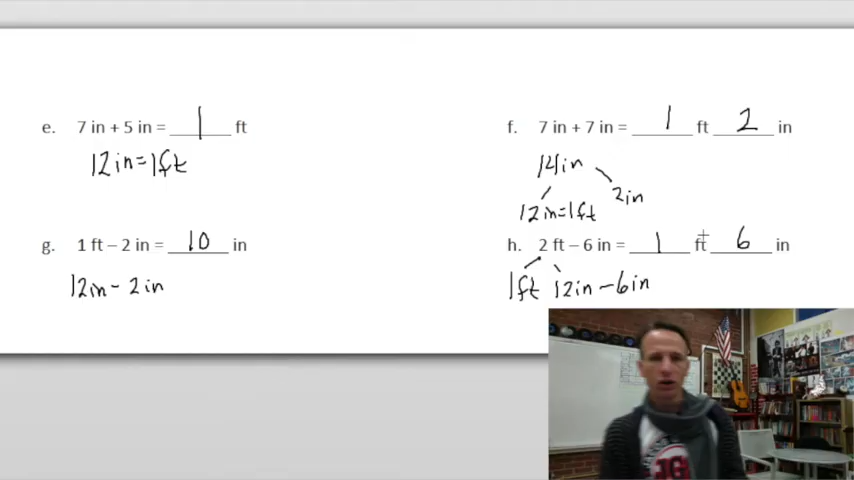 e. 7 in + 5 in = 1 ft
12in=1ft
f. 7 in + 7 in = 1 ft 2 in
14in
12in=1ft 2in
g. 1 ft – 2 in = 10 in
12in - 2in
h. 2 ft – 6 in = 1 ft 6 in
1ft 12in -6in
JG